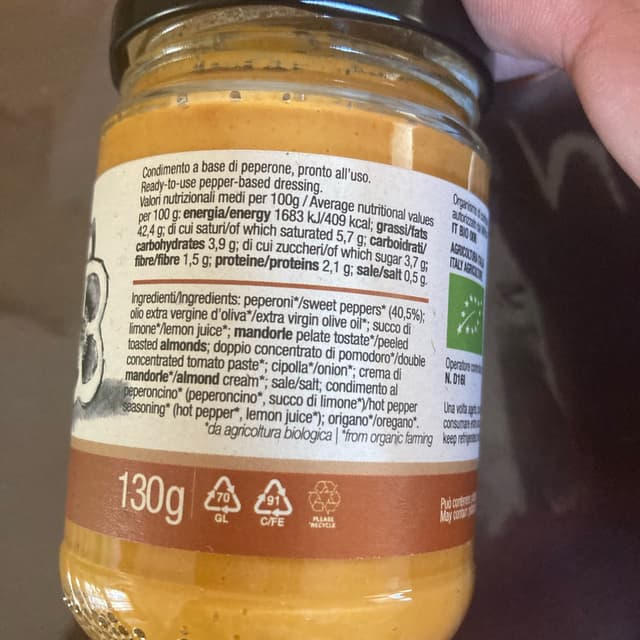 Condimento a base di peperone, pronto all'uso.
Ready-to-use pepper-based dressing.
Valori nutrizionali medi per 100g / Average nutritional values
per 100 g: energia/energy 1683 kJ/409 kcal; grassi/fats
42,4 g; di cui saturi/of which saturated 5,7 g; carboidrati/
carbohydrates 3,9 g; di cui zuccheri/of which sugar 3,7 g;
fibre/fibre 1,5 g; proteine/proteins 2,1 g; sale/salt 0,5 g.
Ingredienti/Ingredients: peperoni*/sweet peppers* (40,5%);
olio extra vergine d'oliva*/extra virgin olive oil*; succo di
limone*/lemon juice*; mandorle pelate tostate*/peeled
toasted almonds; doppio concentrato di pomodoro*/double
concentrated tomato paste*; cipolla*/onion*; crema di
mandorle*/almond cream*; sale/salt; condimento al
peperoncino* (peperoncino*, succo di limone*)/hot pepper
seasoning* (hot pepper*, lemon juice*); origano*/oregano*.
*da agricoltura biologica | *from organic farming
130g
70
GL
91
C/FE
PLEASE
RECYCLE
IT BIO
AGRICOLTURA
ITALY
N. D16I
Una volta
keep
Può
May contain